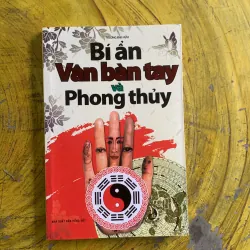 Bí ẩn
Vân bàn tay
và
Phong thủy